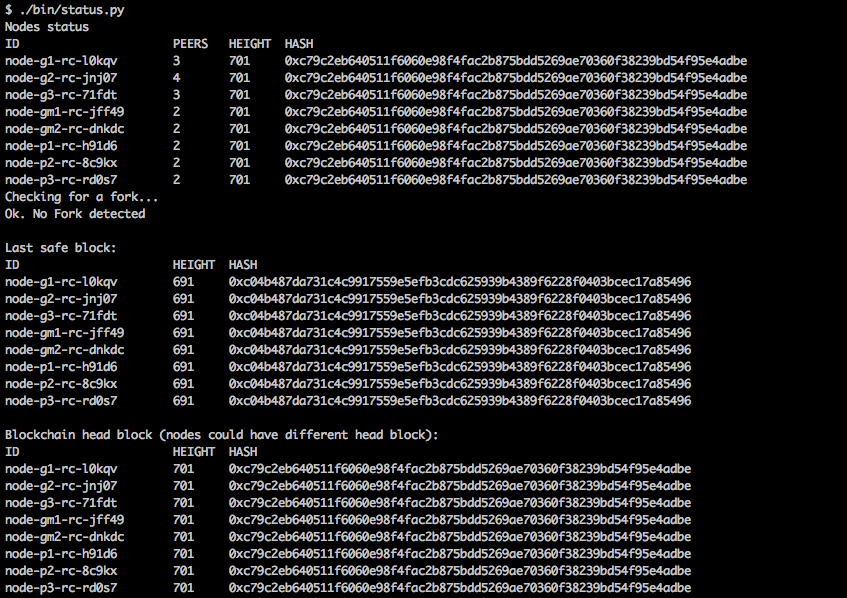 $ ./bin/status.py
Nodes status
ID PEERS HEIGHT HASH
node-g1-rc-l0kqv 3 701 0xc79c2eb640511f6060e98f4fac2b875bdd5269ae70360f38239bd54f95e4adbe
node-g2-rc-jnj07 4 701 0xc79c2eb640511f6060e98f4fac2b875bdd5269ae70360f38239bd54f95e4adbe
node-g3-rc-71fdt 3 701 0xc79c2eb640511f6060e98f4fac2b875bdd5269ae70360f38239bd54f95e4adbe
node-gm1-rc-jff49 2 701 0xc79c2eb640511f6060e98f4fac2b875bdd5269ae70360f38239bd54f95e4adbe
node-gm2-rc-dnkdc 2 701 0xc79c2eb640511f6060e98f4fac2b875bdd5269ae70360f38239bd54f95e4adbe
node-p1-rc-h91d6 2 701 0xc79c2eb640511f6060e98f4fac2b875bdd5269ae70360f38239bd54f95e4adbe
node-p2-rc-8c9kx 2 701 0xc79c2eb640511f6060e98f4fac2b875bdd5269ae70360f38239bd54f95e4adbe
node-p3-rc-rd0s7 2 701 0xc79c2eb640511f6060e98f4fac2b875bdd5269ae70360f38239bd54f95e4adbe
Checking for a fork...
Ok. No Fork detected
Last safe block:
ID HEIGHT HASH
node-g1-rc-l0kqv 691 0xc04b487da731c4c9917559e5efb3cdc625939b4389f6228f0403bcec17a85496
node-g2-rc-jnj07 691 0xc04b487da731c4c9917559e5efb3cdc625939b4389f6228f0403bcec17a85496
node-g3-rc-71fdt 691 0xc04b487da731c4c9917559e5efb3cdc625939b4389f6228f0403bcec17a85496
node-gm1-rc-jff49 691 0xc04b487da731c4c9917559e5efb3cdc625939b4389f6228f0403bcec17a85496
node-gm2-rc-dnkdc 691 0xc04b487da731c4c9917559e5efb3cdc625939b4389f6228f0403bcec17a85496
node-p1-rc-h91d6 691 0xc04b487da731c4c9917559e5efb3cdc625939b4389f6228f0403bcec17a85496
node-p2-rc-8c9kx 691 0xc04b487da731c4c9917559e5efb3cdc625939b4389f6228f0403bcec17a85496
node-p3-rc-rd0s7 691 0xc04b487da731c4c9917559e5efb3cdc625939b4389f6228f0403bcec17a85496
Blockchain head block (nodes could have different head block):
ID HEIGHT HASH
node-g1-rc-l0kqv 701 0xc79c2eb640511f6060e98f4fac2b875bdd5269ae70360f38239bd54f95e4adbe
node-g2-rc-jnj07 701 0xc79c2eb640511f6060e98f4fac2b875bdd5269ae70360f38239bd54f95e4adbe
node-g3-rc-71fdt 701 0xc79c2eb640511f6060e98f4fac2b875bdd5269ae70360f38239bd54f95e4adbe
node-gm1-rc-jff49 701 0xc79c2eb640511f6060e98f4fac2b875bdd5269ae70360f38239bd54f95e4adbe
node-gm2-rc-dnkdc 701 0xc79c2eb640511f6060e98f4fac2b875bdd5269ae70360f38239bd54f95e4adbe
node-p1-rc-h91d6 701 0xc79c2eb640511f6060e98f4fac2b875bdd5269ae70360f38239bd54f95e4adbe
node-p2-rc-8c9kx 701 0xc79c2eb640511f6060e98f4fac2b875bdd5269ae70360f38239bd54f95e4adbe
node-p3-rc-rd0s7 701 0xc79c2eb640511f6060e98f4fac2b875bdd5269ae70360f38239bd54f95e4adbe